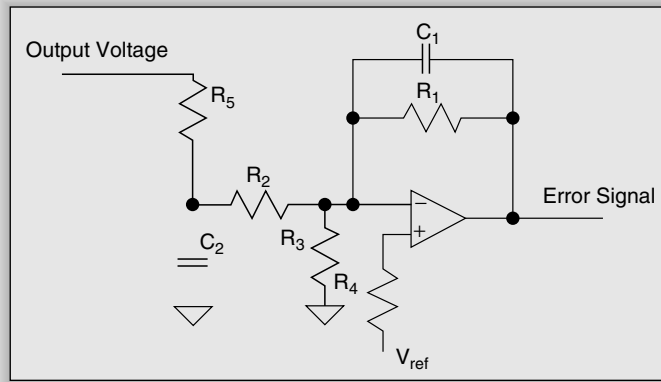 C1
Output Voltage
R5
R1
R2
Error Signal
−
C2
R3
+
R4
Vref